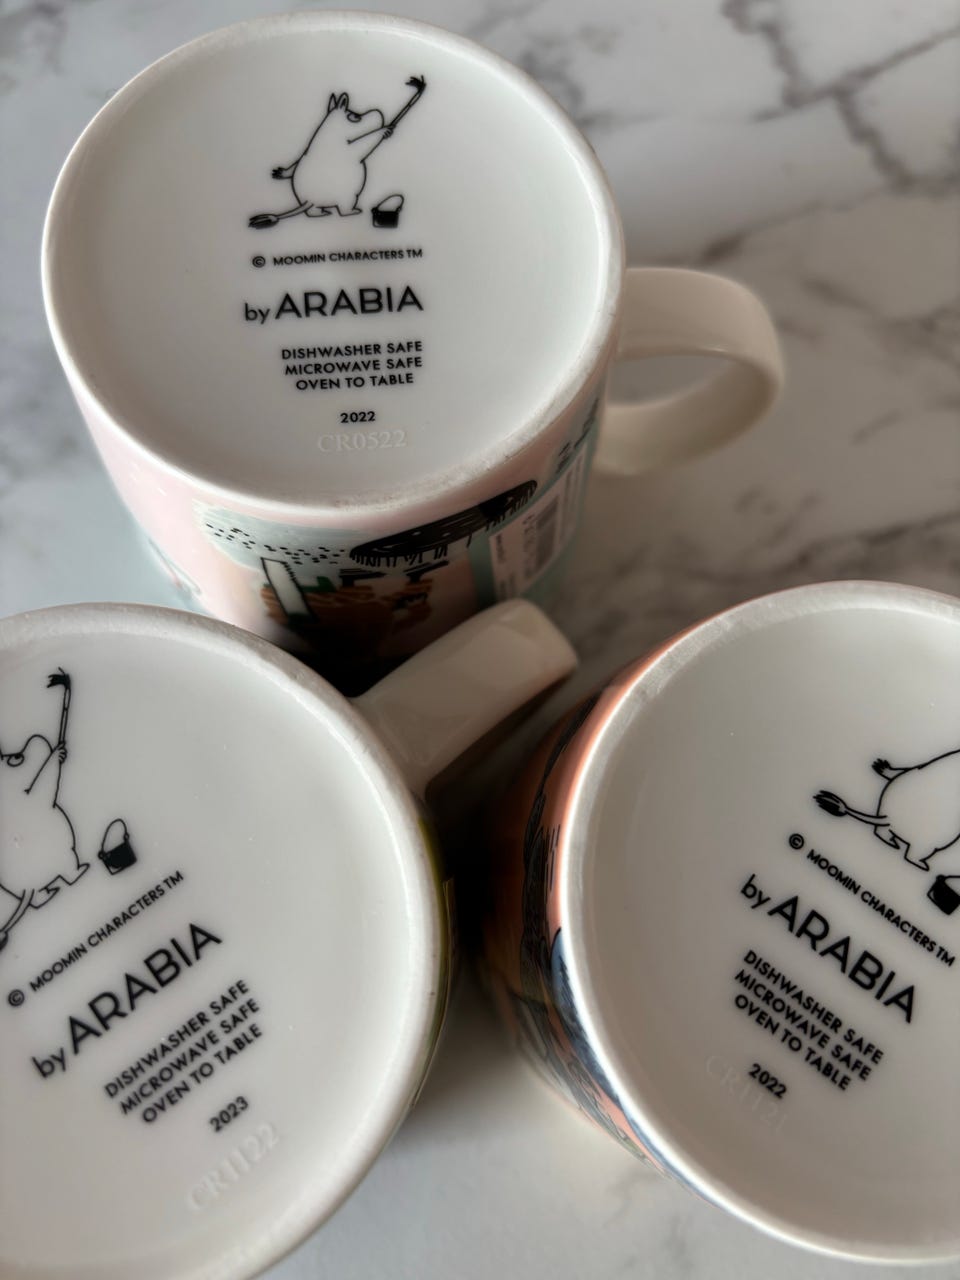 © MOOMIN CHARACTERS TM
by ARABIA
DISHWASHER SAFE
MICROWAVE SAFE
OVEN TO TABLE
2022
CR0522
© MOOMIN CHARACTERS TM
by ARABIA
DISHWASHER SAFE
MICROWAVE SAFE
OVEN TO TABLE
2023
CR1122
© MOOMIN CHARACTERS TM
by ARABIA
DISHWASHER SAFE
MICROWAVE SAFE
OVEN TO TABLE
2022
CR1121